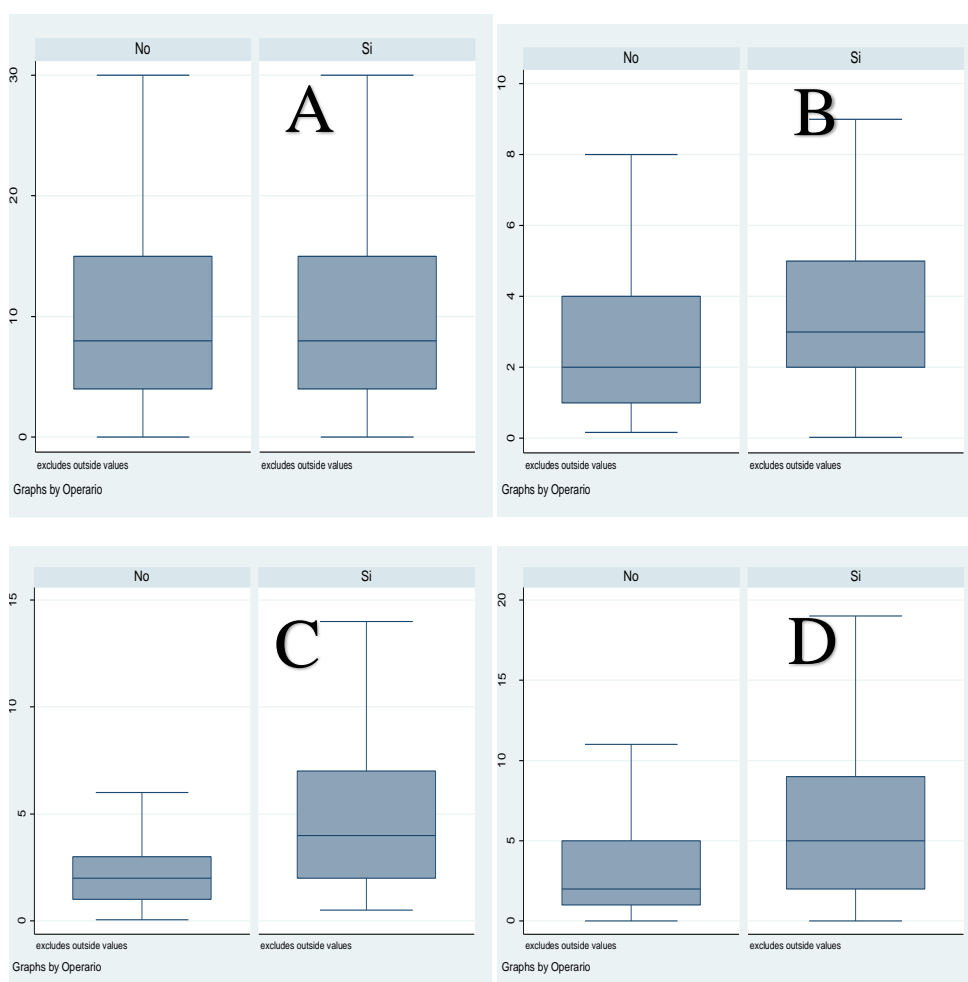 No Si
A
30
20
10
0
excludes outside values excludes outside values
Graphs by Operario
No Si
B
10
8
6
4
2
0
excludes outside values excludes outside values
Graphs by Operario
No Si
C
15
10
5
0
excludes outside values excludes outside values
Graphs by Operario
No Si
D
20
15
10
5
0
excludes outside values excludes outside values
Graphs by Operario